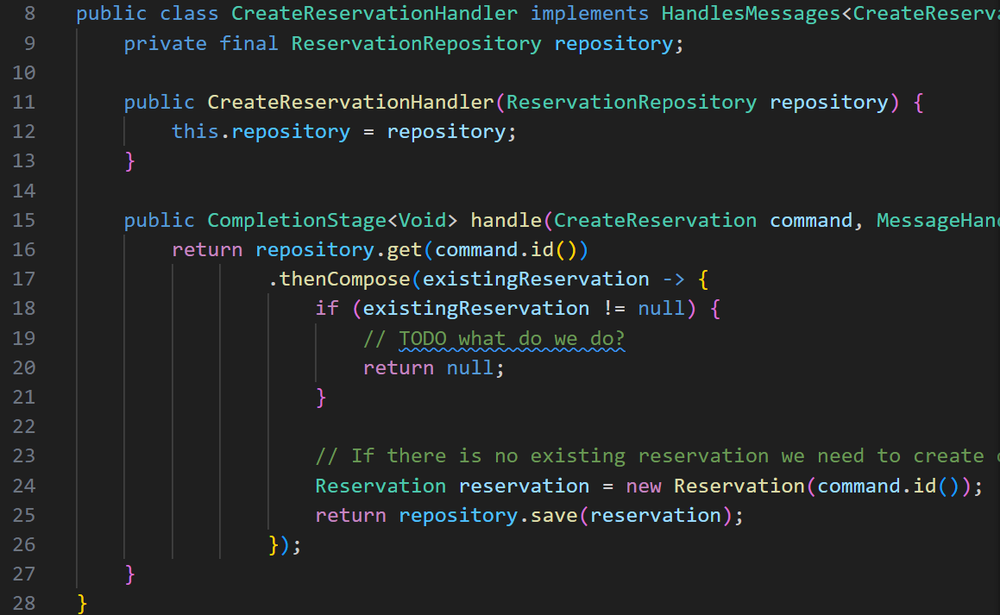 8 public class CreateReservationHandler implements HandlesMessages<
9 private final ReservationRepository repository;
10
11 public CreateReservationHandler(ReservationRepository repository) {
12 this.repository = repository;
13 }
14
15 public CompletionStage<Void> handle(CreateReservation command,
16 return repository.get(command.id())
17 .thenCompose(existingReservation -> {
18 if (existingReservation != null) {
19 // TODO what do we do?
20 return null;
21 }
22
23 // If there is no existing reservation we need to create
24 Reservation reservation = new Reservation(command.id());
25 return repository.save(reservation);
26 });
27 }
28 }